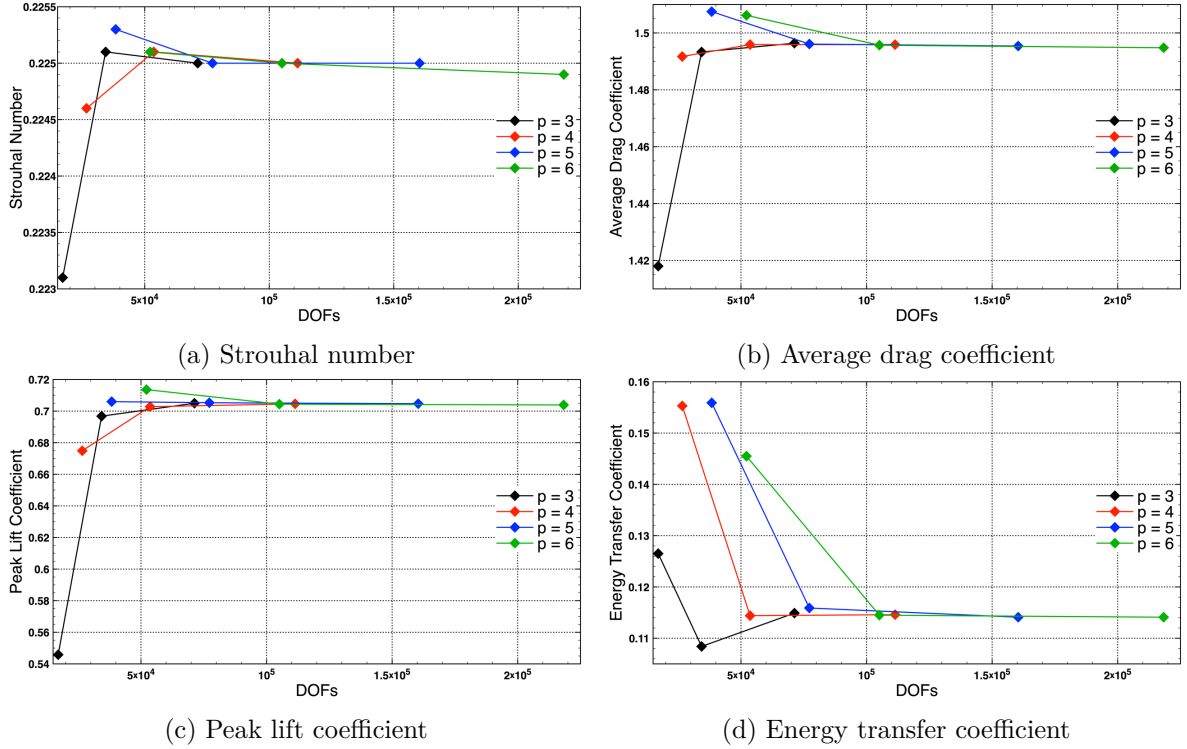 0.2255
0.225
0.2245
0.224
0.2235
0.223
Strouhal Number
5×10⁴
10⁵
1.5×10⁵
2×10⁵
DOFs
p = 3
p = 4
p = 5
p = 6
(a) Strouhal number
1.5
1.48
1.46
1.44
1.42
Average Drag Coefficient
5×10⁴
10⁵
1.5×10⁵
2×10⁵
DOFs
p = 3
p = 4
p = 5
p = 6
(b) Average drag coefficient
0.72
0.7
0.68
0.66
0.64
0.62
0.6
0.58
0.56
0.54
Peak Lift Coefficient
5×10⁴
10⁵
1.5×10⁵
2×10⁵
DOFs
p = 3
p = 4
p = 5
p = 6
(c) Peak lift coefficient
0.16
0.15
0.14
0.13
0.12
0.11
Energy Transfer Coefficient
5×10⁴
10⁵
1.5×10⁵
2×10⁵
DOFs
p = 3
p = 4
p = 5
p = 6
(d) Energy transfer coefficient